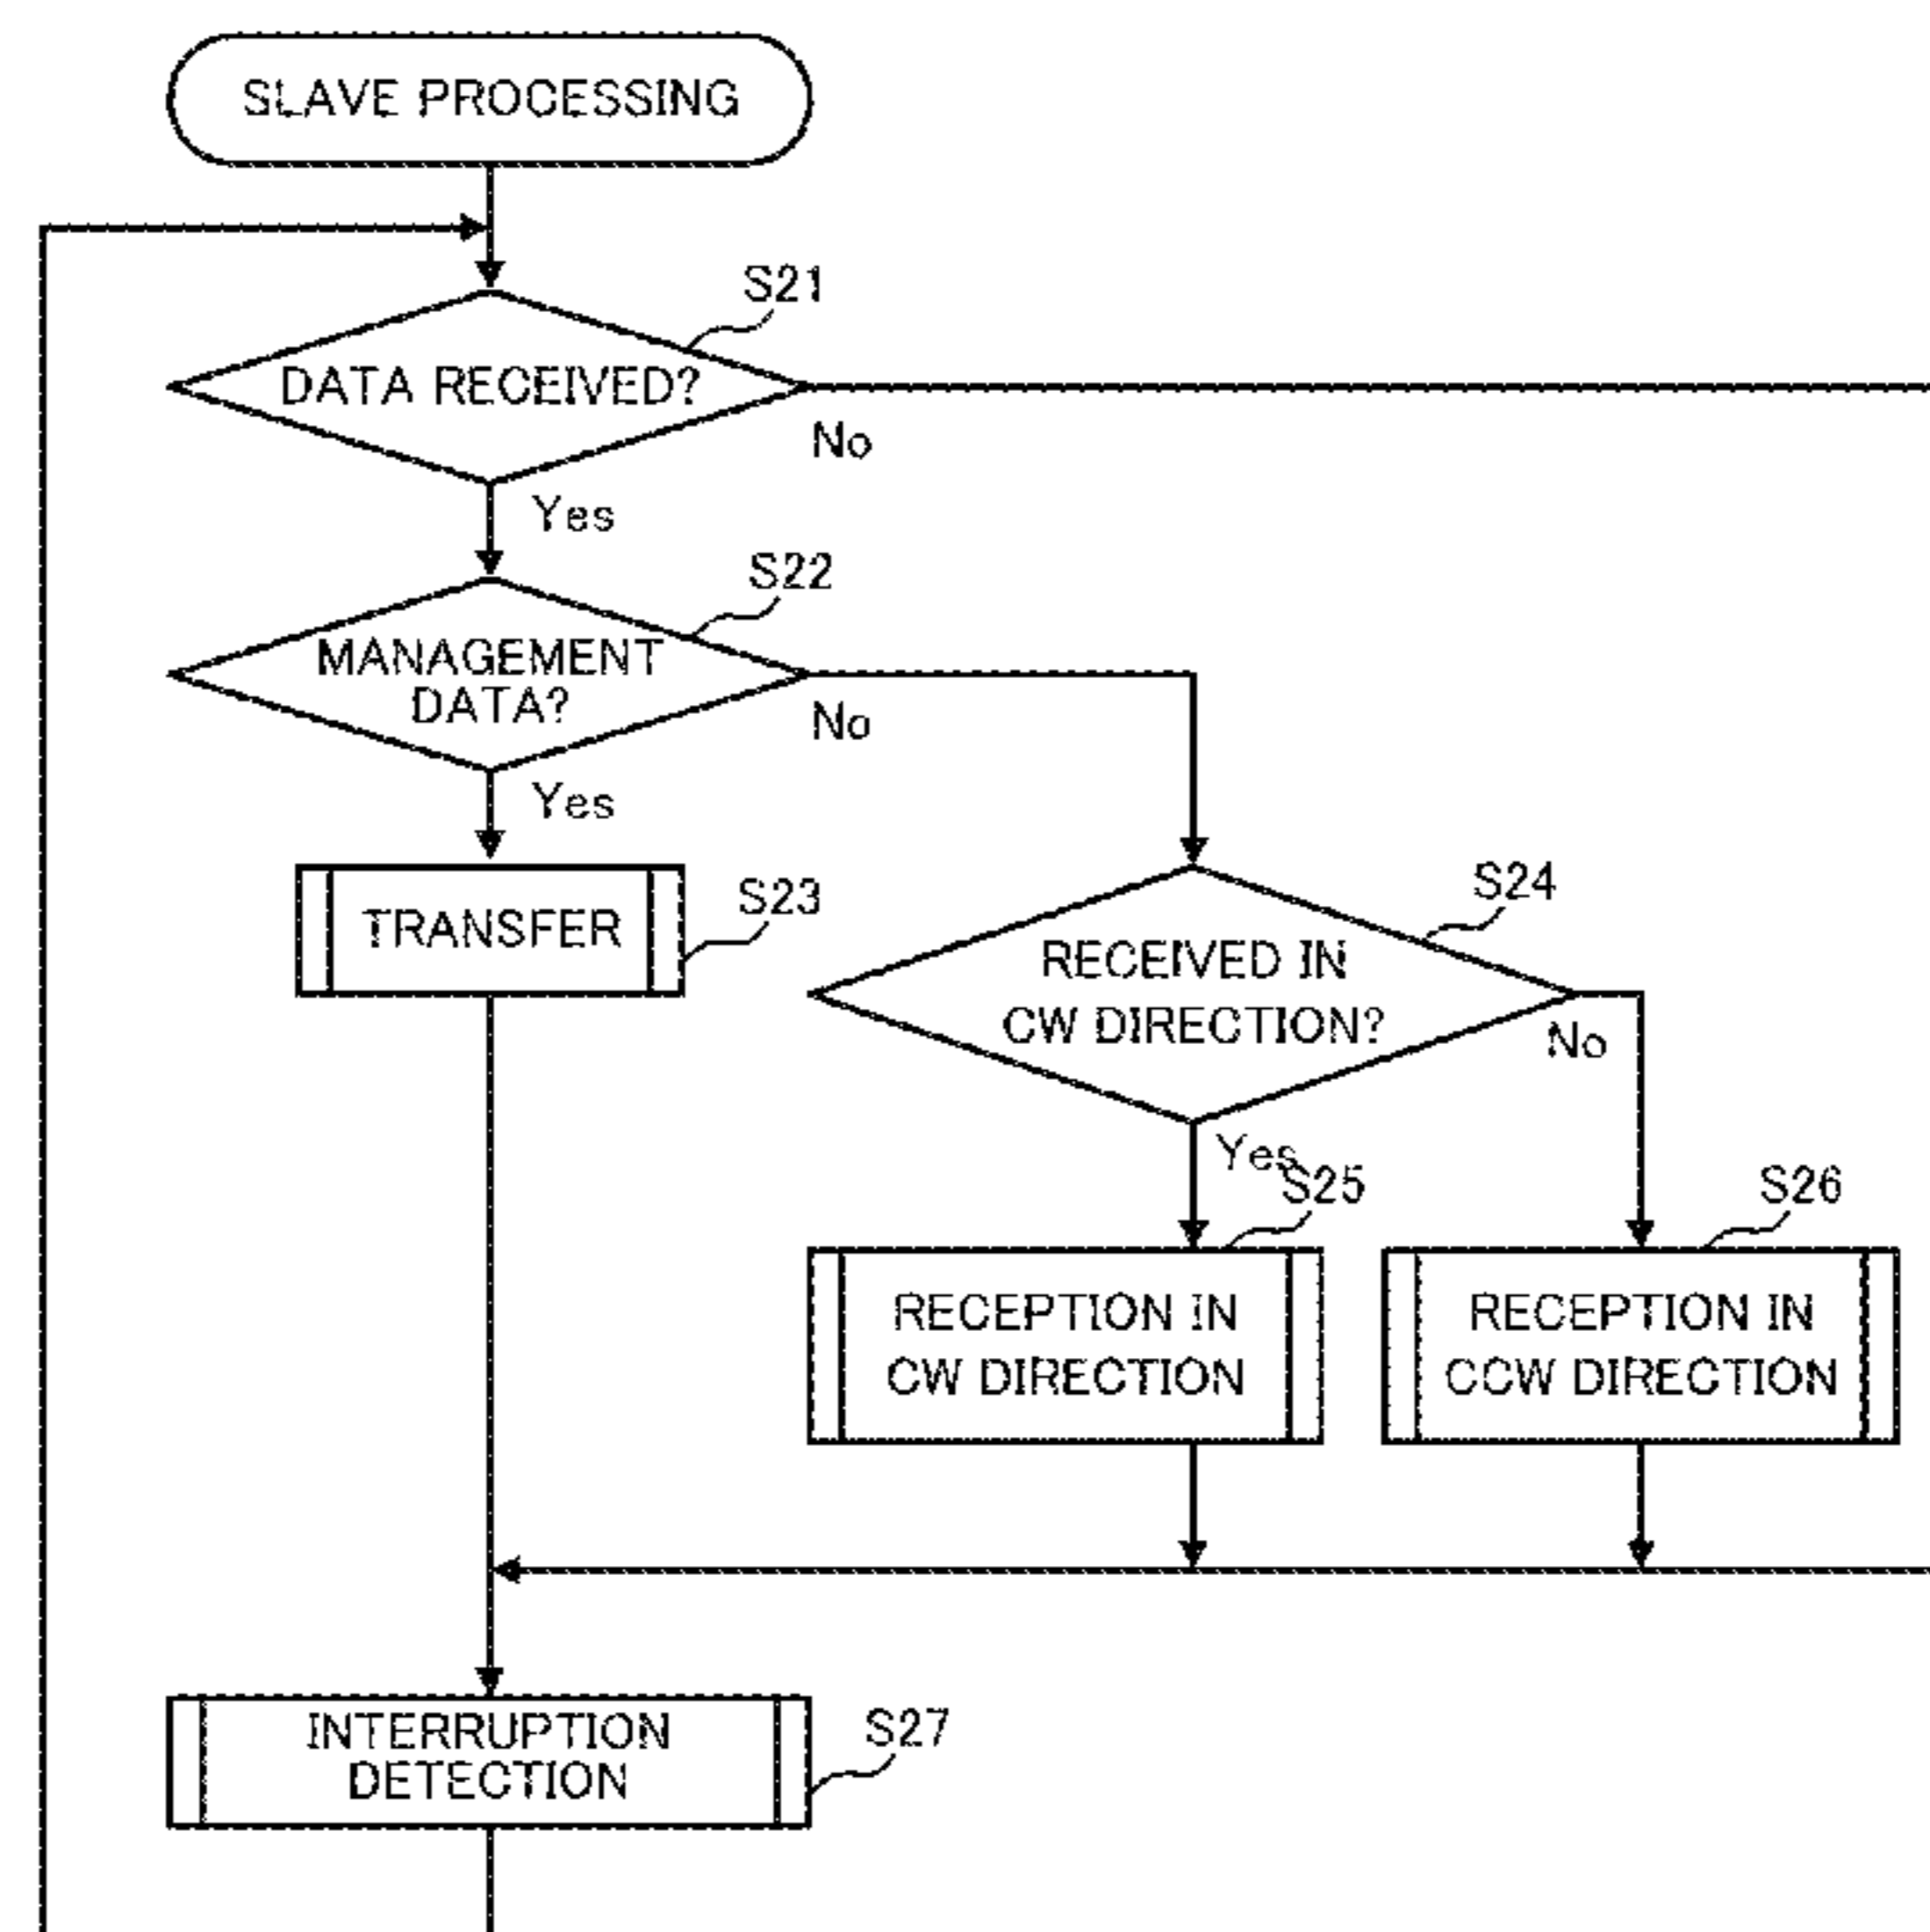 SLAVE PROCESSING
S21
DATA RECEIVED?
No
Yes
S22
MANAGEMENT
DATA?
No
Yes
S23
TRANSFER
S24
RECEIVED IN
CW DIRECTION?
No
Yes
S25
S26
RECEPTION IN
CW DIRECTION
RECEPTION IN
CCW DIRECTION
INTERRUPTION
DETECTION
S27